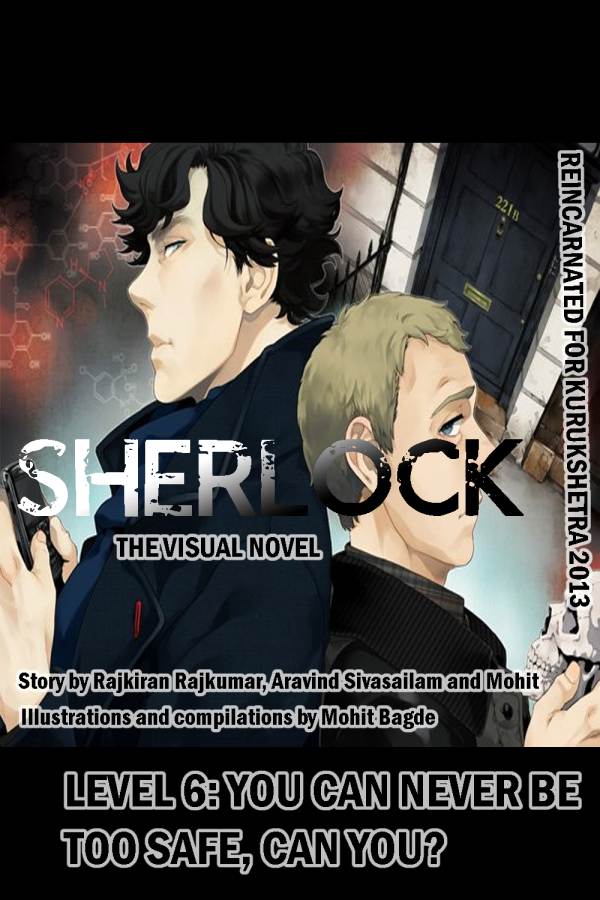 221B
REINCARNATED FOR KURUKSHETRA 2013
SHERLOCK
THE VISUAL NOVEL
Story by Rajkiran Rajkumar, Aravind Sivasailam and Mohit
Illustrations and compilations by Mohit Bagde
LEVEL 6: YOU CAN NEVER BE
TOO SAFE, CAN YOU?